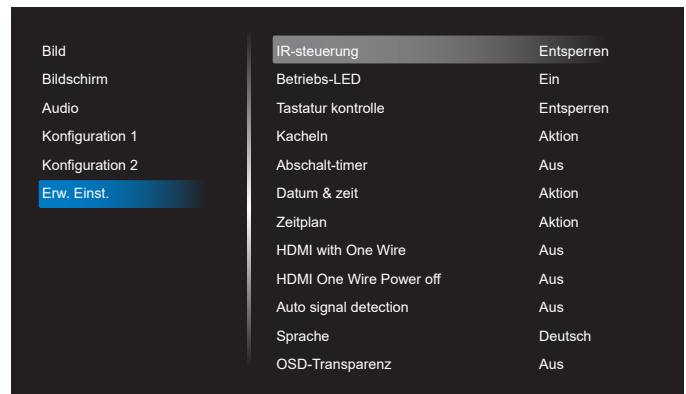 Bild
Bildschirm
Audio
Konfiguration 1
Konfiguration 2
Erw. Einst.
IR-steuerung Entsperren
Betriebs-LED Ein
Tastatur kontrolle Entsperren
Kacheln Aktion
Abschalt-timer Aus
Datum & zeit Aktion
Zeitplan Aktion
HDMI with One Wire Aus
HDMI One Wire Power off Aus
Auto signal detection Aus
Sprache Deutsch
OSD-Transparenz Aus